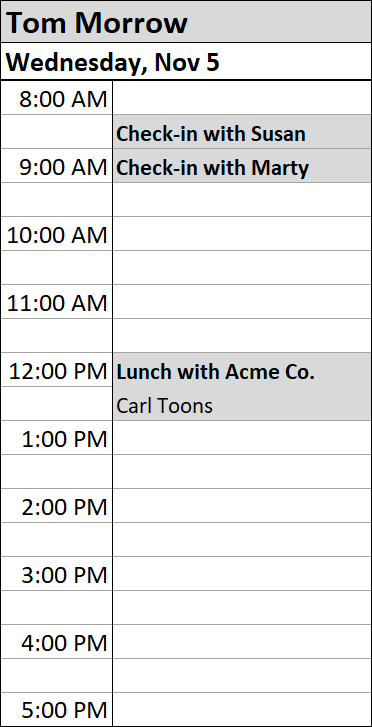 Tom Morrow
Wednesday, Nov 5
8:00 AM
Check-in with Susan
9:00 AM Check-in with Marty
10:00 AM
11:00 AM
12:00 PM Lunch with Acme Co.
Carl Toons
1:00 PM
2:00 PM
3:00 PM
4:00 PM
5:00 PM